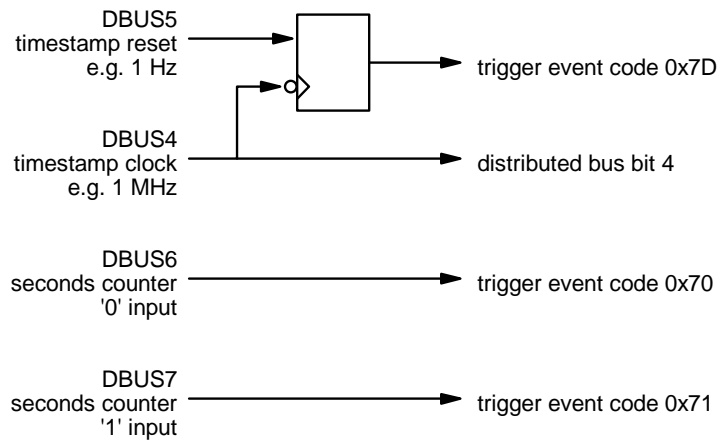 DBUS5
timestamp reset
e.g. 1 Hz
trigger event code 0x7D
DBUS4
timestamp clock
e.g. 1 MHz
distributed bus bit 4
DBUS6
seconds counter
'0' input
trigger event code 0x70
DBUS7
seconds counter
'1' input
trigger event code 0x71